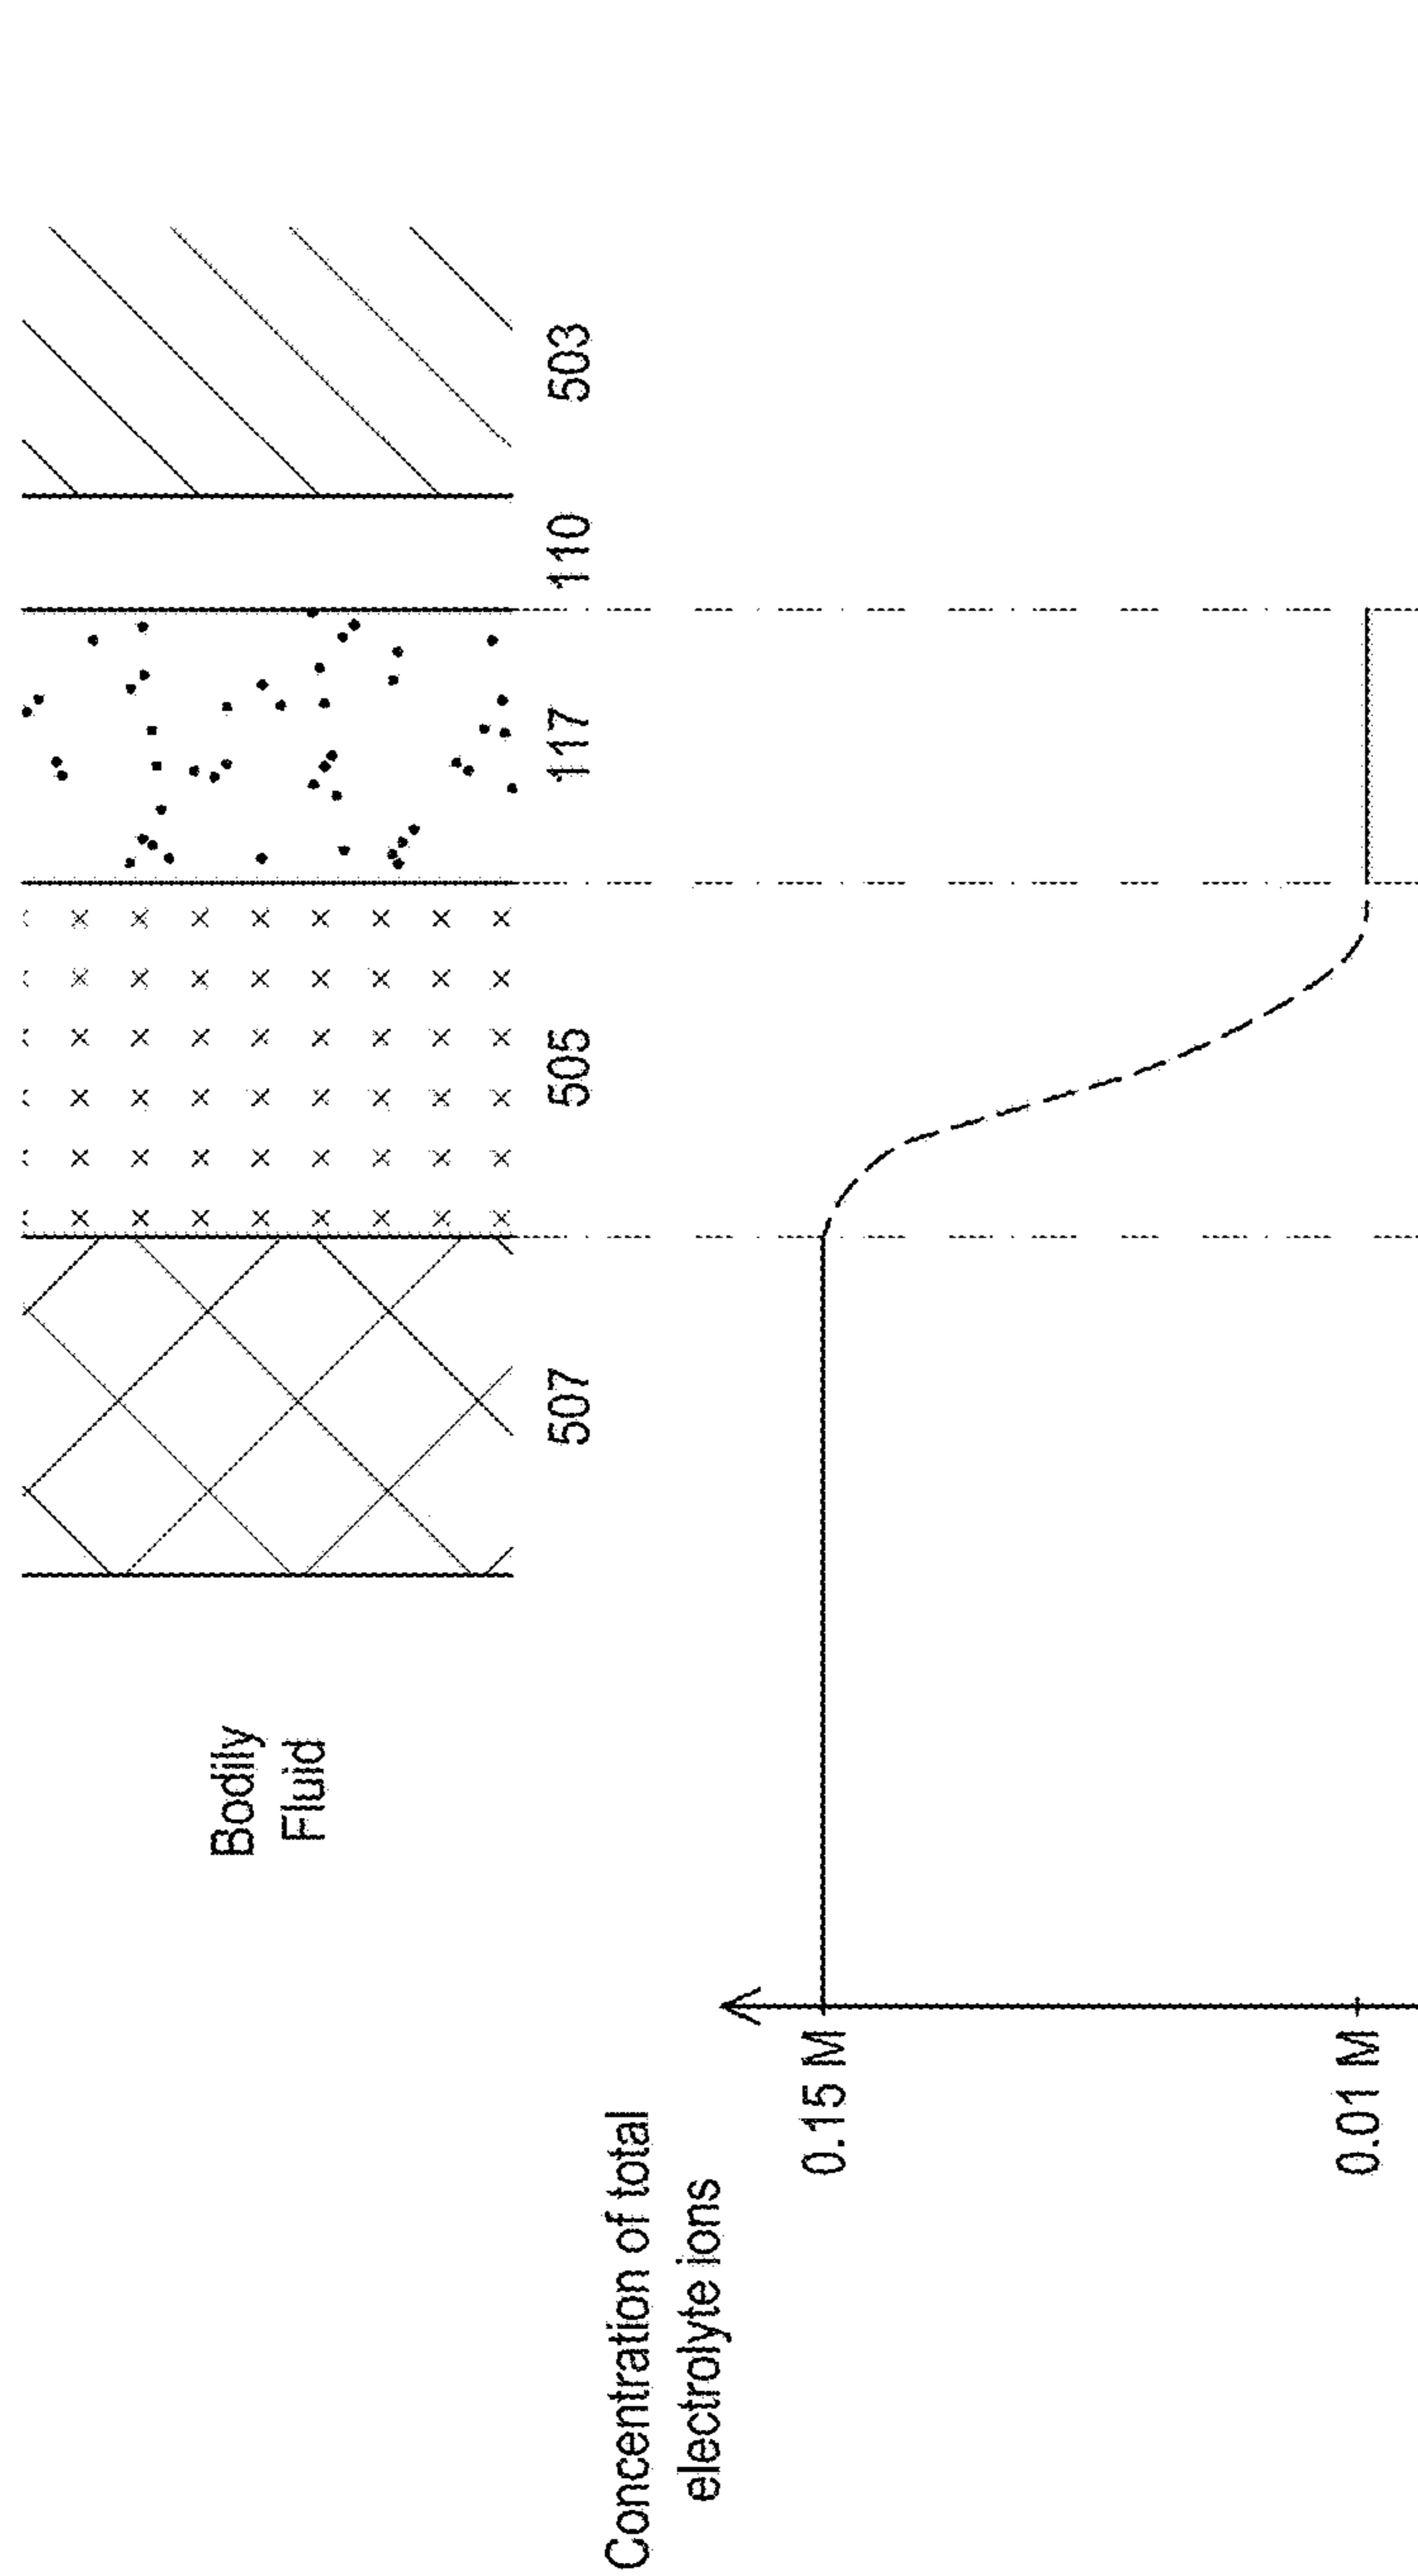 Bodily
Fluid
507
505
117
110
503
Concentration of total
electrolyte ions
0.15 M
0.01 M